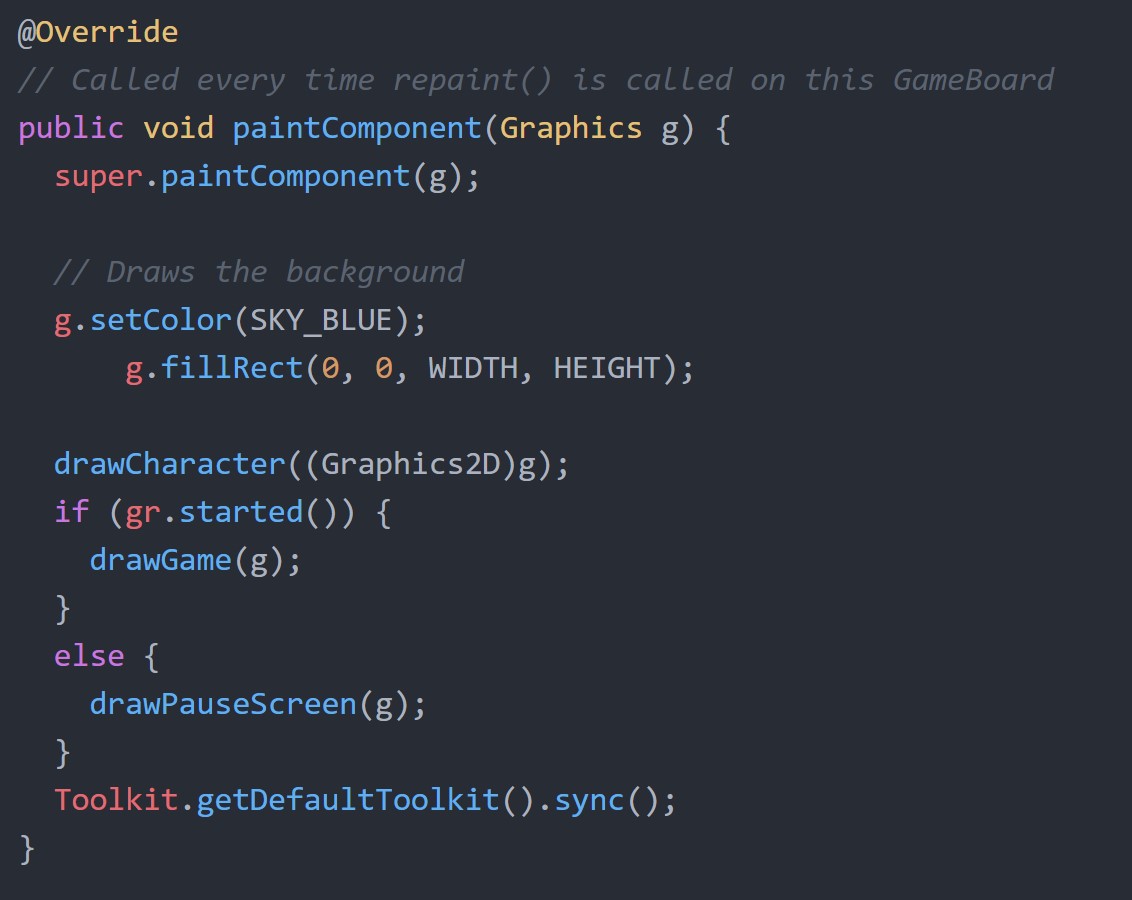 @Override
// Called every time repaint() is called on this GameBoard
public void paintComponent(Graphics g) {
  super.paintComponent(g);

  // Draws the background
  g.setColor(SKY_BLUE);
      g.fillRect(0, 0, WIDTH, HEIGHT);

  drawCharacter((Graphics2D)g);
  if (gr.started()) {
    drawGame(g);
  }
  else {
    drawPauseScreen(g);
  }
  Toolkit.getDefaultToolkit().sync();
}